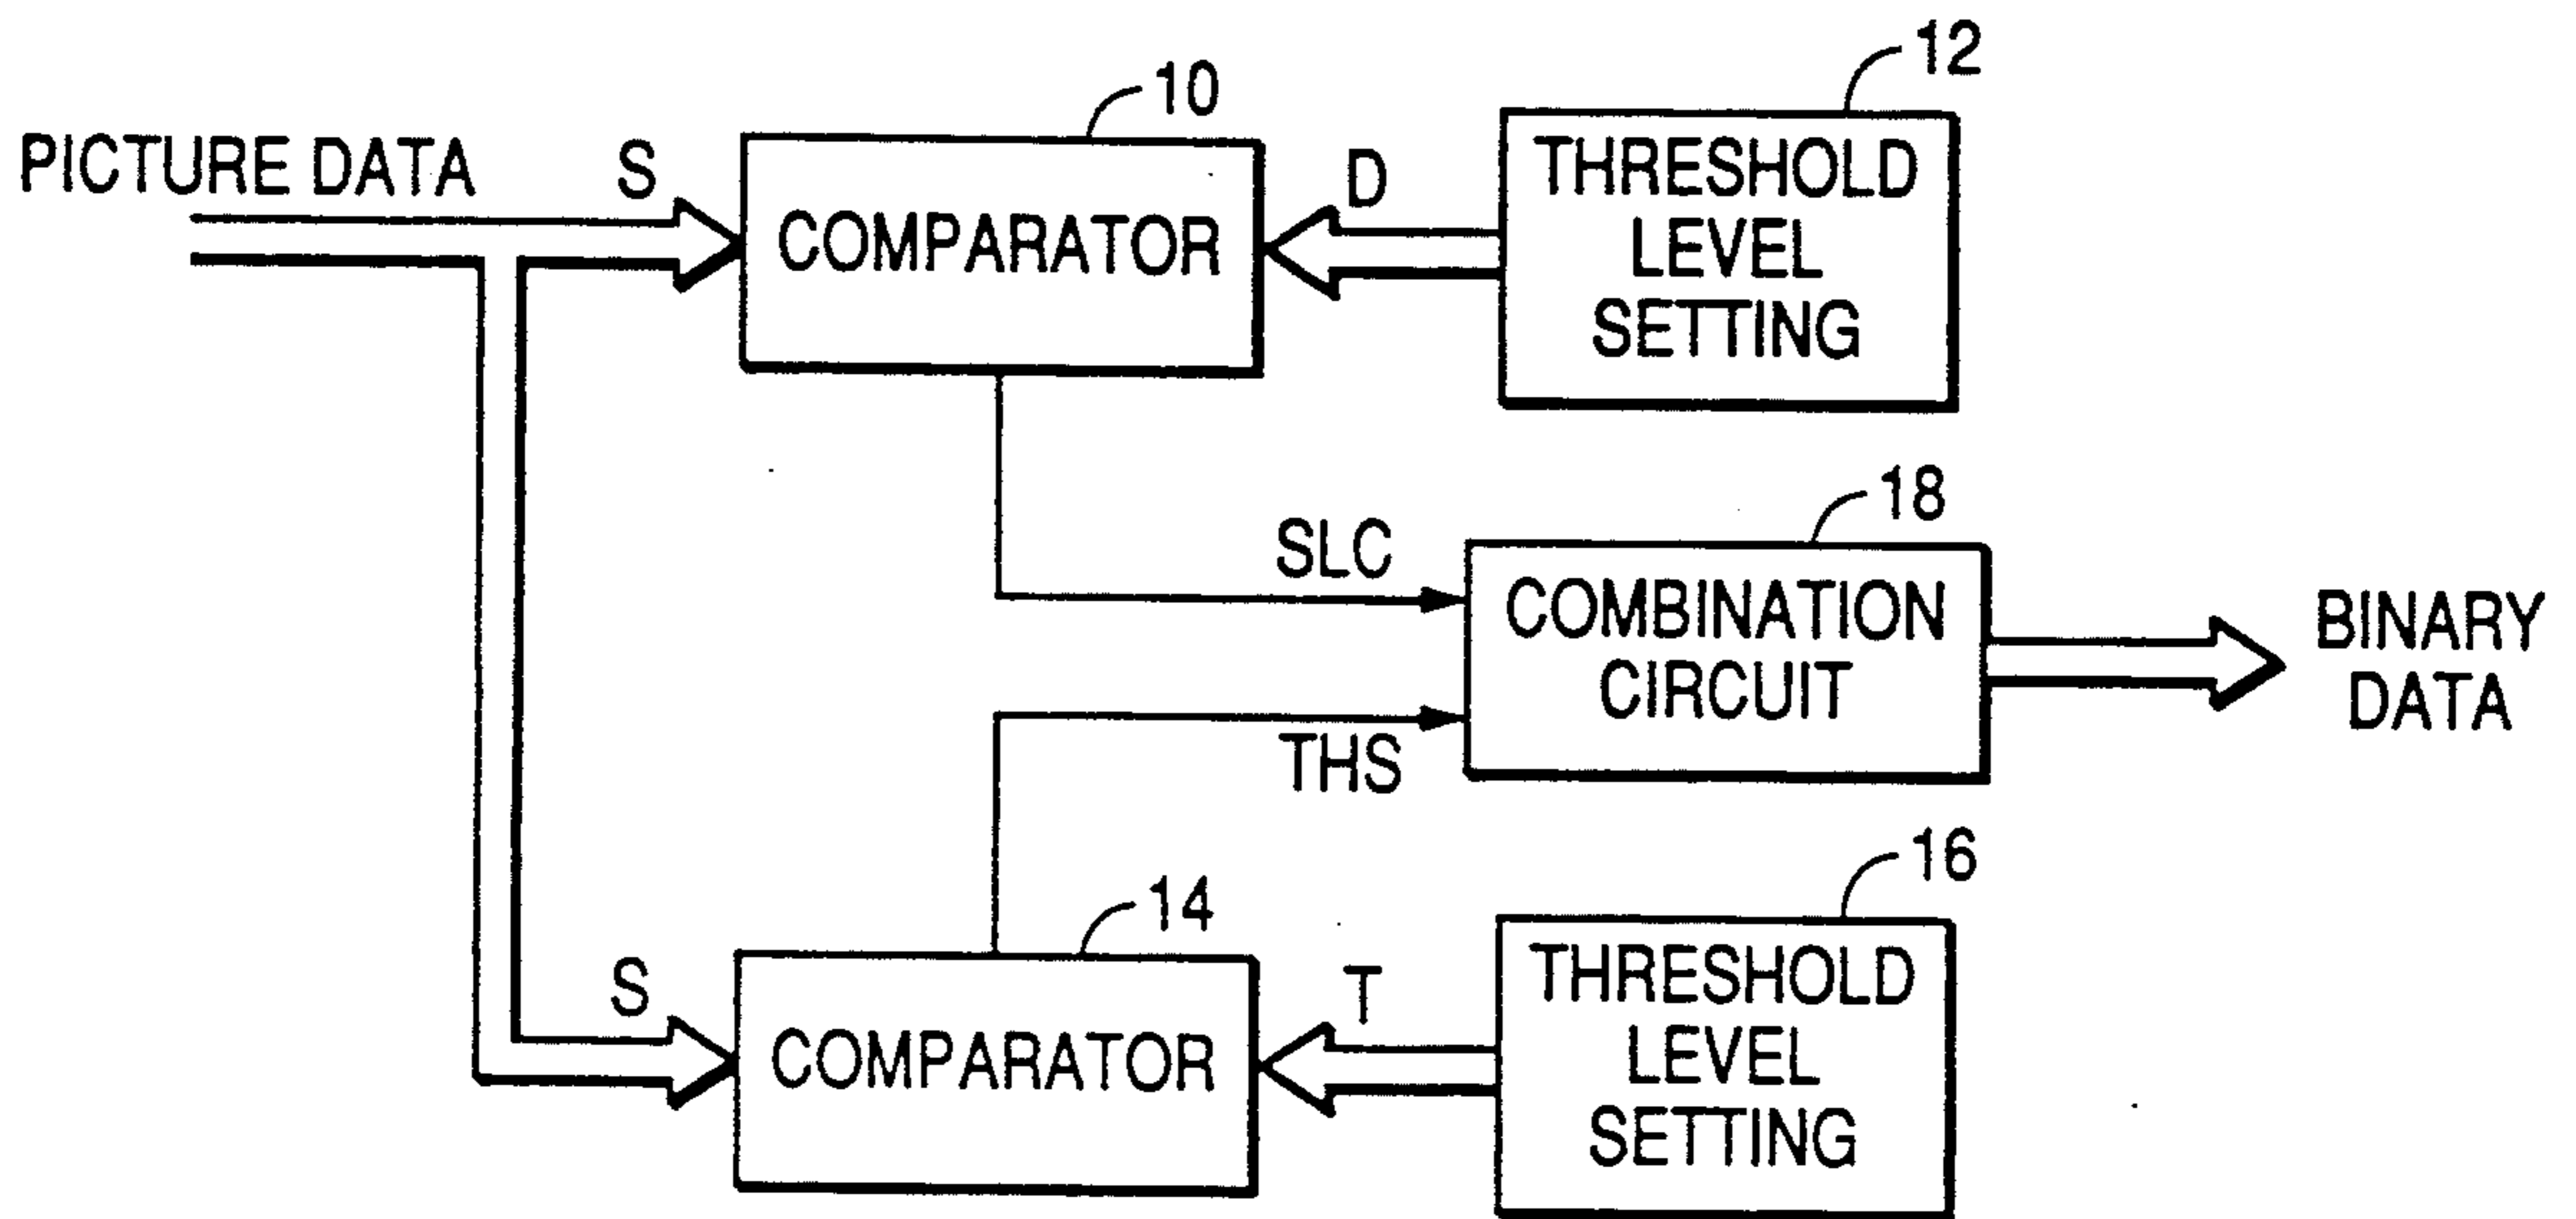 10
12
PICTURE DATA
S
COMPARATOR
D
THRESHOLD
LEVEL
SETTING
18
SLC
COMBINATION
CIRCUIT
BINARY
DATA
THS
14
16
S
COMPARATOR
T
THRESHOLD
LEVEL
SETTING